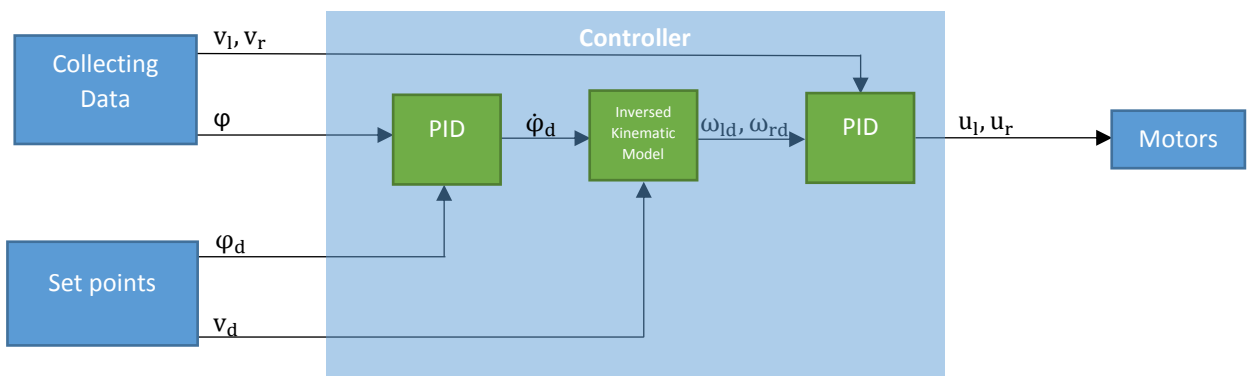 v_l, v_r
Controller
Collecting
Data
φ
PID
φ̇_d
Inversed
Kinematic
Model
ω_ld, ω_rd
PID
u_l, u_r
Motors
φ_d
Set points
v_d